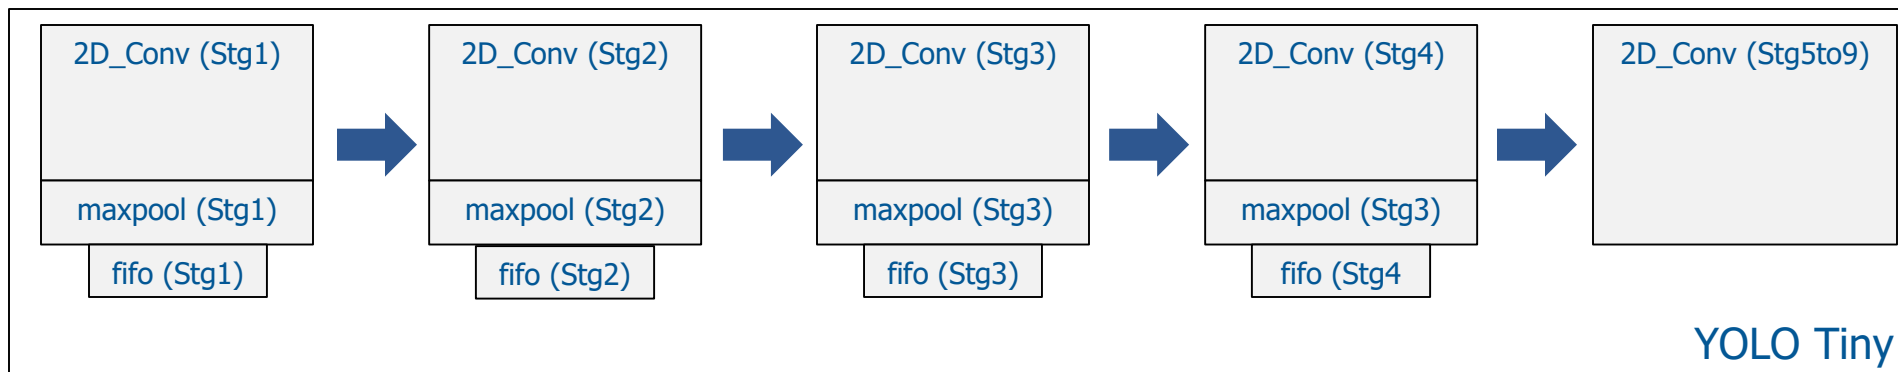 2D_Conv (Stg1)
maxpool (Stg1)
fifo (Stg1)
2D_Conv (Stg2)
maxpool (Stg2)
fifo (Stg2)
2D_Conv (Stg3)
maxpool (Stg3)
fifo (Stg3)
2D_Conv (Stg4)
maxpool (Stg3)
fifo (Stg4
2D_Conv (Stg5to9)
YOLO Tiny